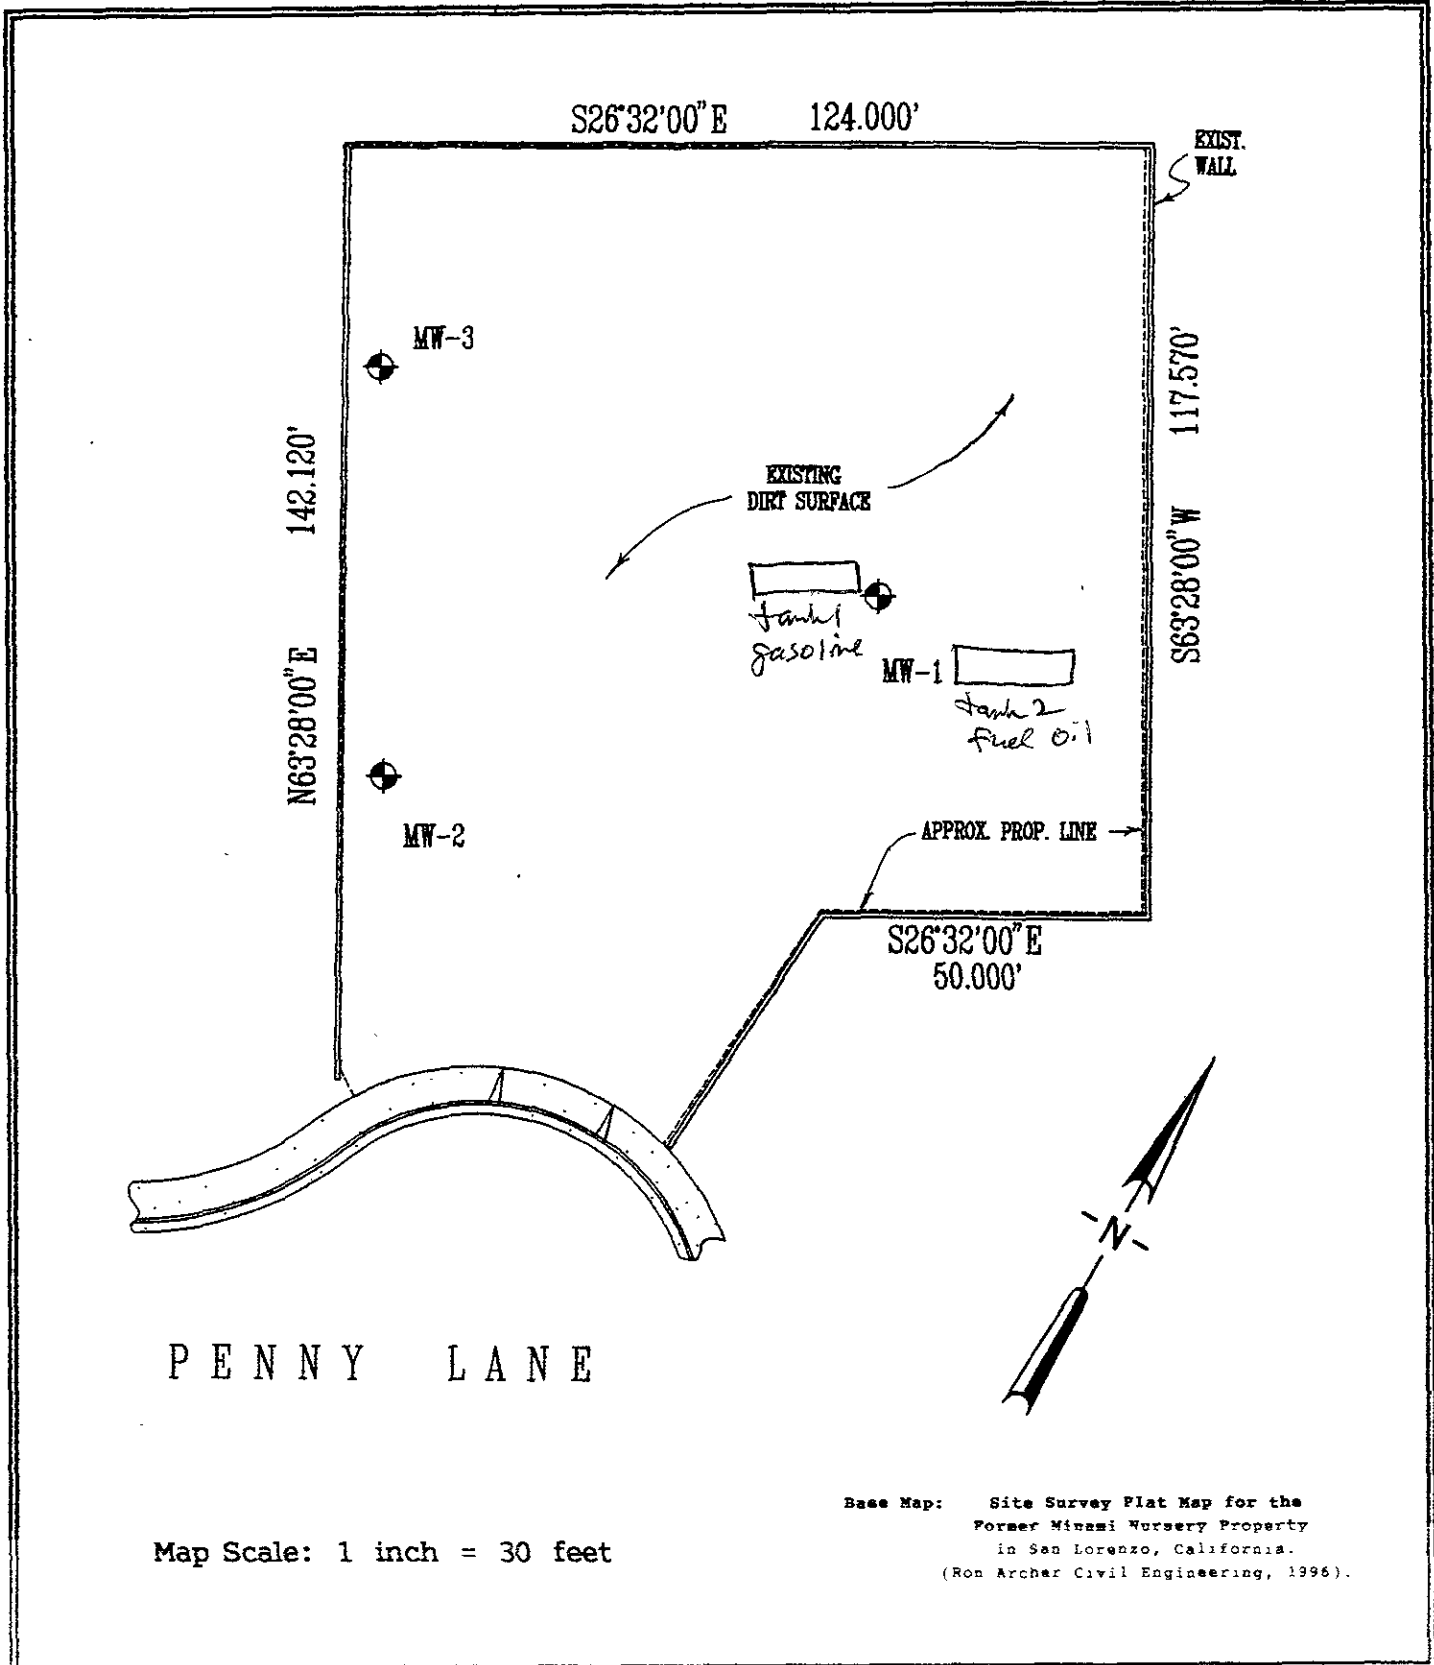 S26°32'00"E 124.000'
EXIST.
WALL
MW-3
117.570'
142.120'
EXISTING
DIRT SURFACE
S63°28'00"W
tank 1
gasoline
MW-1
N63°28'00"E
tank 2
fuel oil
MW-2
APPROX. PROP. LINE
S26°32'00"E
50.000'
N
PENNY LANE
Base Map: Site Survey Plat Map for the
Former Minami Nursery Property
in San Lorenzo, California.
(Ron Archer Civil Engineering, 1996).
Map Scale: 1 inch = 30 feet